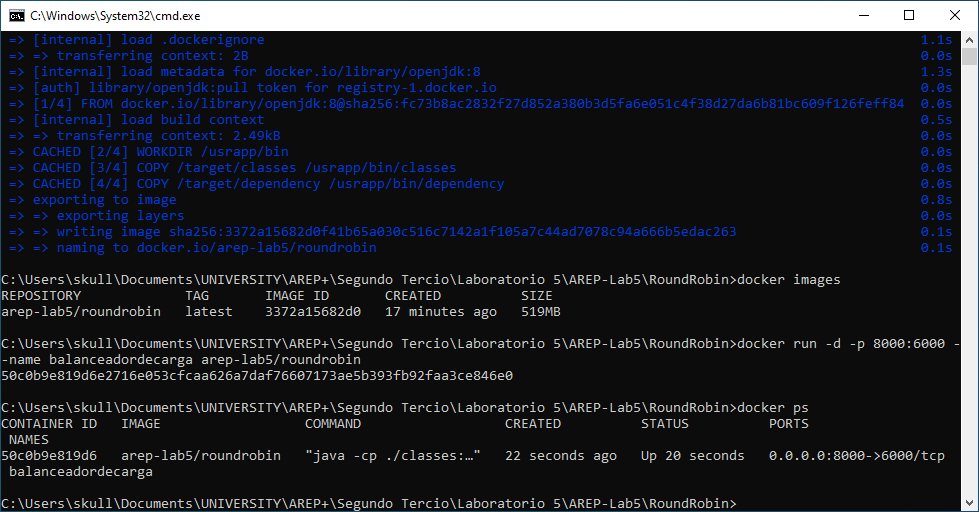 C:\Windows\System32\cmd.exe
=> [internal] load .dockerignore 1.1s
=> => transferring context: 2B 0.0s
=> [internal] load metadata for docker.io/library/openjdk:8 1.3s
=> [auth] library/openjdk:pull token for registry-1.docker.io 0.0s
=> [1/4] FROM docker.io/library/openjdk:8@sha256:fc73b8ac2832f27d852a380b3d5fa6e051c4f38d27da6b81bc609f126feff84 0.0s
=> [internal] load build context 0.5s
=> => transferring context: 2.49kB 0.0s
=> CACHED [2/4] WORKDIR /usrapp/bin 0.0s
=> CACHED [3/4] COPY /target/classes /usrapp/bin/classes 0.0s
=> CACHED [4/4] COPY /target/dependency /usrapp/bin/dependency 0.0s
=> exporting to image 0.8s
=> => exporting layers 0.0s
=> => writing image sha256:3372a15682d0f41b65a030c516c7142a1f105a7c44ad7078c94a666b5edac263 0.1s
=> => naming to docker.io/arep-lab5/roundrobin 0.1s
C:\Users\skull\Documents\UNIVERSITY\AREP+\Segundo Tercio\Laboratorio 5\AREP-Lab5\RoundRobin>docker images
REPOSITORY TAG IMAGE ID CREATED SIZE
arep-lab5/roundrobin latest 3372a15682d0 17 minutes ago 519MB
C:\Users\skull\Documents\UNIVERSITY\AREP+\Segundo Tercio\Laboratorio 5\AREP-Lab5\RoundRobin>docker run -d -p 8000:6000 -
-name balanceadordecarga arep-lab5/roundrobin
50c0b9e819d6e2716e053cfcaa626a7daf76607173ae5b393fb92faa3ce846e0
C:\Users\skull\Documents\UNIVERSITY\AREP+\Segundo Tercio\Laboratorio 5\AREP-Lab5\RoundRobin>docker ps
CONTAINER ID IMAGE COMMAND CREATED STATUS PORTS
NAMES
50c0b9e819d6 arep-lab5/roundrobin "java -cp ./classes:…" 22 seconds ago Up 20 seconds 0.0.0.0:8000->6000/tcp
balanceadordecarga
C:\Users\skull\Documents\UNIVERSITY\AREP+\Segundo Tercio\Laboratorio 5\AREP-Lab5\RoundRobin>